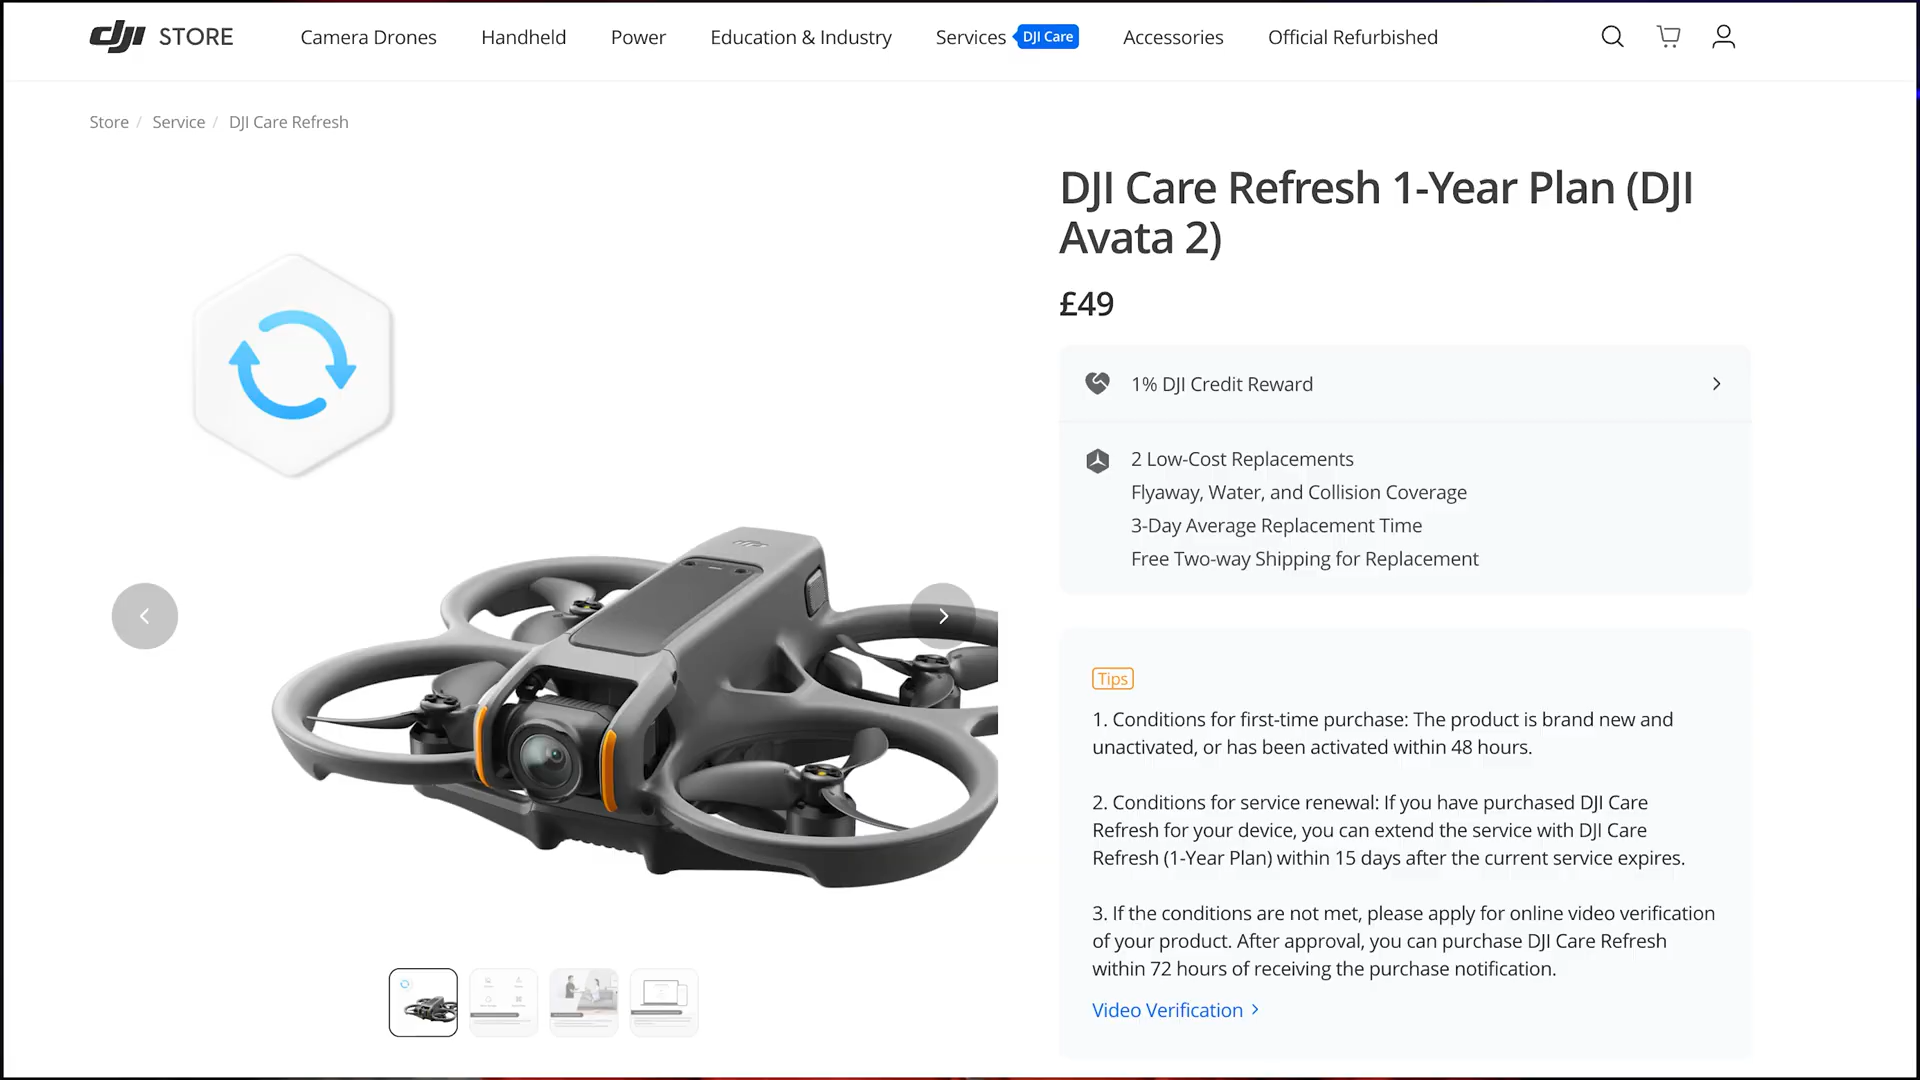 dji STORE
Camera Drones
Handheld
Power
Education & Industry
Services
DJI Care
Accessories
Official Refurbished
Store / Service / DJI Care Refresh
DJI Care Refresh 1-Year Plan (DJI
Avata 2)
£49
1% DJI Credit Reward
2 Low-Cost Replacements
Flyaway, Water, and Collision Coverage
3-Day Average Replacement Time
Free Two-way Shipping for Replacement
Tips
1. Conditions for first-time purchase: The product is brand new and
unactivated, or has been activated within 48 hours.
2. Conditions for service renewal: If you have purchased DJI Care
Refresh for your device, you can extend the service with DJI Care
Refresh (1-Year Plan) within 15 days after the current service expires.
3. If the conditions are not met, please apply for online video verification
of your product. After approval, you can purchase DJI Care Refresh
within 72 hours of receiving the purchase notification.
Video Verification